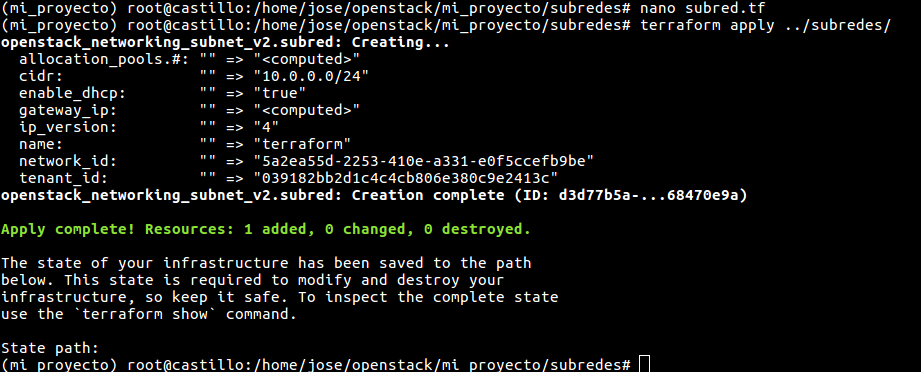 (mi_proyecto) root@castillo:/home/jose/openstack/mi_proyecto/subredes# nano subred.tf
(mi_proyecto) root@castillo:/home/jose/openstack/mi_proyecto/subredes# terraform apply ../subredes/
openstack_networking_subnet_v2.subred: Creating...
  allocation_pools.#: "" => "<computed>"
  cidr:               "" => "10.0.0.0/24"
  enable_dhcp:        "" => "true"
  gateway_ip:         "" => "<computed>"
  ip_version:         "" => "4"
  name:               "" => "terraform"
  network_id:         "" => "5a2ea55d-2253-410e-a331-e0f5ccefb9be"
  tenant_id:          "" => "039182bb2d1c4c4cb806e380c9e2413c"
openstack_networking_subnet_v2.subred: Creation complete (ID: d3d77b5a-...68470e9a)
Apply complete! Resources: 1 added, 0 changed, 0 destroyed.
The state of your infrastructure has been saved to the path
below. This state is required to modify and destroy your
infrastructure, so keep it safe. To inspect the complete state
use the `terraform show` command.
State path:
(mi_proyecto) root@castillo:/home/jose/openstack/mi_proyecto/subredes#